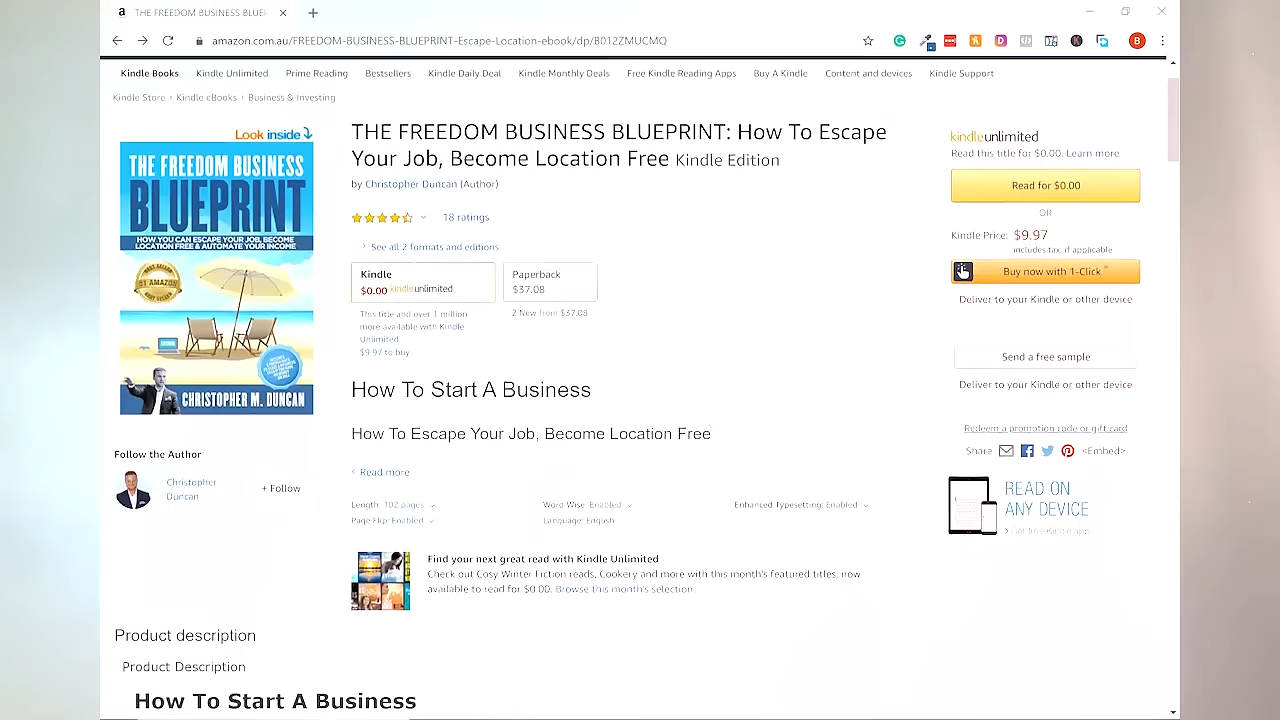 a THE FREEDOM BUSINESS BLUEF
amazon.com.au/FREEDOM-BUSINESS-BLUEPRINT-Escape-Location-ebook/dp/B012ZMUCMQ
B
Kindle Books Kindle Unlimited Prime Reading Bestsellers Kindle Daily Deal Kindle Monthly Deals Free Kindle Reading Apps Buy A Kindle Content and devices Kindle Support
Kindle Store › Kindle eBooks › Business & Investing
Look inside
THE FREEDOM BUSINESS
BLUEPRINT
HOW YOU CAN ESCAPE YOUR JOB, BECOME
LOCATION FREE & AUTOMATE YOUR INCOME
BEST SELLER
#1 AMAZON
BEST SELLER
CHRISTOPHER M. DUNCAN
Follow the Author
Christopher
Duncan
+ Follow
THE FREEDOM BUSINESS BLUEPRINT: How To Escape
Your Job, Become Location Free Kindle Edition
by Christopher Duncan (Author)
18 ratings
› See all 2 formats and editions
Kindle
$0.00 kindleunlimited
Paperback
$37.08
This title and over 1 million
more available with Kindle
Unlimited
$9.97 to buy
2 New from $37.08
How To Start A Business
How To Escape Your Job, Become Location Free
‹ Read more
Length: 102 pages Word Wise: Enabled Enhanced Typesetting: Enabled
Page Flip: Enabled Language: English
Find your next great read with Kindle Unlimited
Check out Cosy Winter Fiction reads, Cookery and more with this month's featured titles, now
available to read for $0.00. Browse this month's selection
kindleunlimited
Read this title for $0.00. Learn more
Read for $0.00
OR
Kindle Price: $9.97
includes tax, if applicable
Buy now with 1-Click ®
Deliver to your Kindle or other device
Send a free sample
Deliver to your Kindle or other device
Redeem a promotion code or gift card
Share <Embed>
READ ON
ANY DEVICE
› Get free Kindle app
Product description
Product Description
How To Start A Business